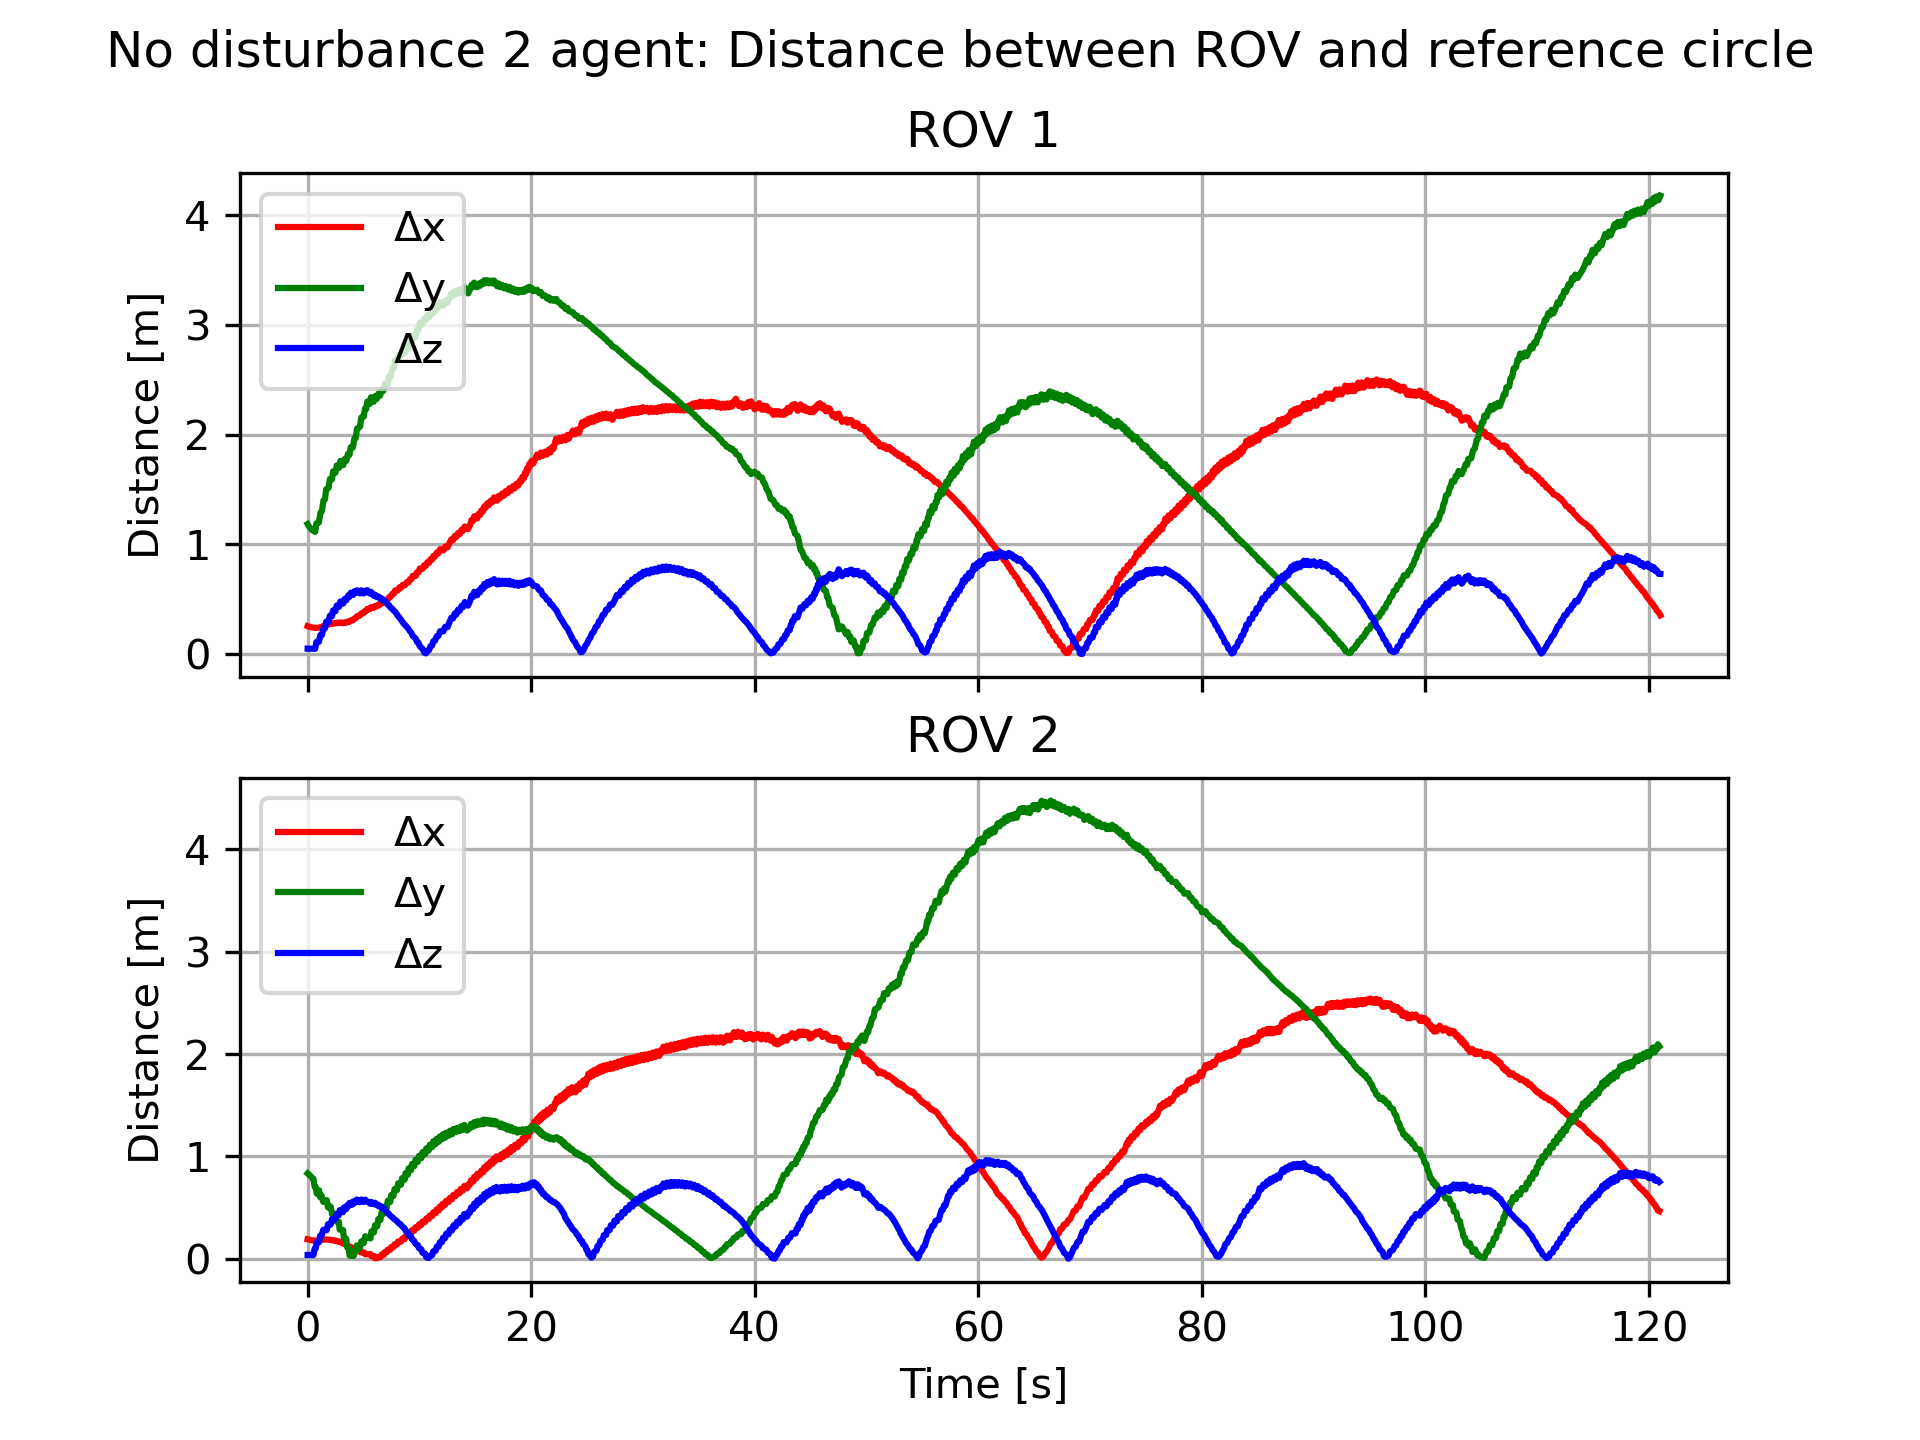 No disturbance 2 agent: Distance between ROV and reference circle
ROV 1
Distance [m]
4
3
2
1
0
Δx
Δy
Δz
ROV 2
Distance [m]
4
3
2
1
0
Δx
Δy
Δz
0 20 40 60 80 100 120
Time [s]